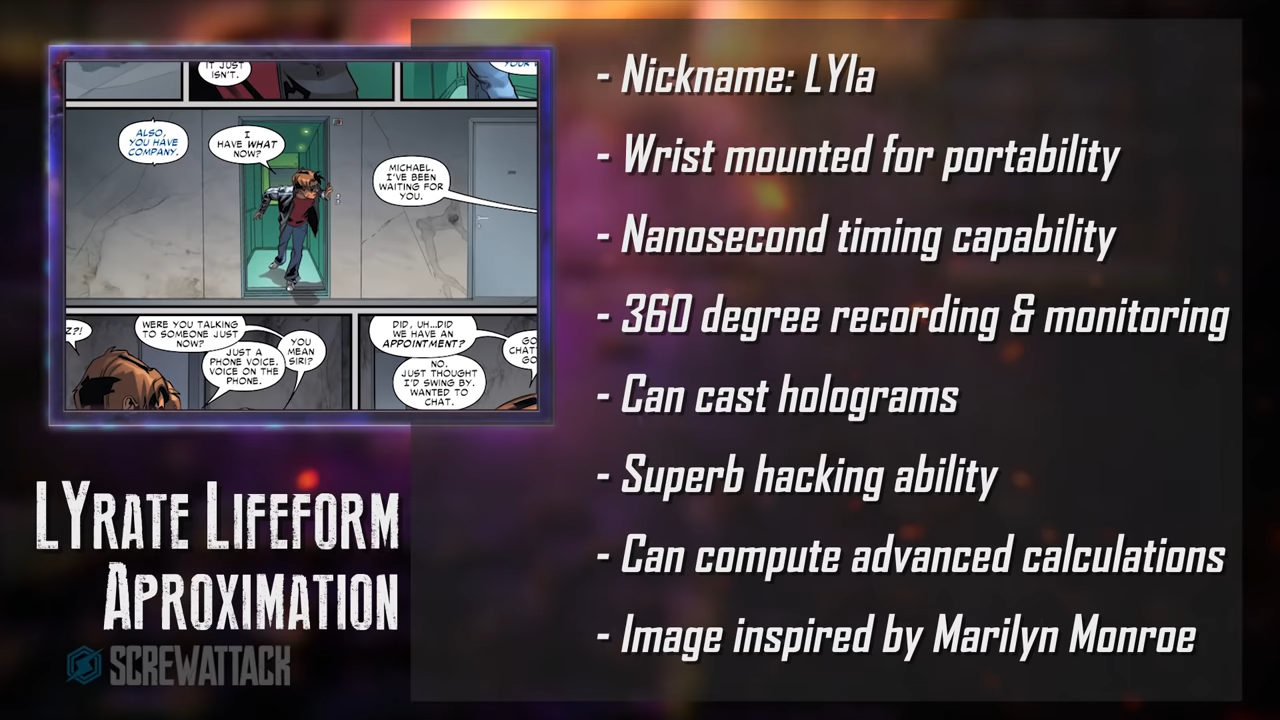 IT JUST
ISN'T.
YOUR
ALSO,
YOU HAVE
COMPANY.
I
HAVE WHAT
NOW?
MICHAEL.
I'VE BEEN
WAITING FOR
YOU.
Z?!
WERE YOU TALKING
TO SOMEONE JUST
NOW?
JUST A
PHONE VOICE.
VOICE ON THE
PHONE.
YOU
MEAN
SIRI?
DID, UH...DID
WE HAVE AN
APPOINTMENT?
NO.
JUST THOUGHT
I'D SWING BY.
WANTED TO
CHAT.
GO
CHAT
GO
LYRATE LIFEFORM
APROXIMATION
SCREWATTACK
- Nickname: LYla
- Wrist mounted for portability
- Nanosecond timing capability
- 360 degree recording & monitoring
- Can cast holograms
- Superb hacking ability
- Can compute advanced calculations
- Image inspired by Marilyn Monroe